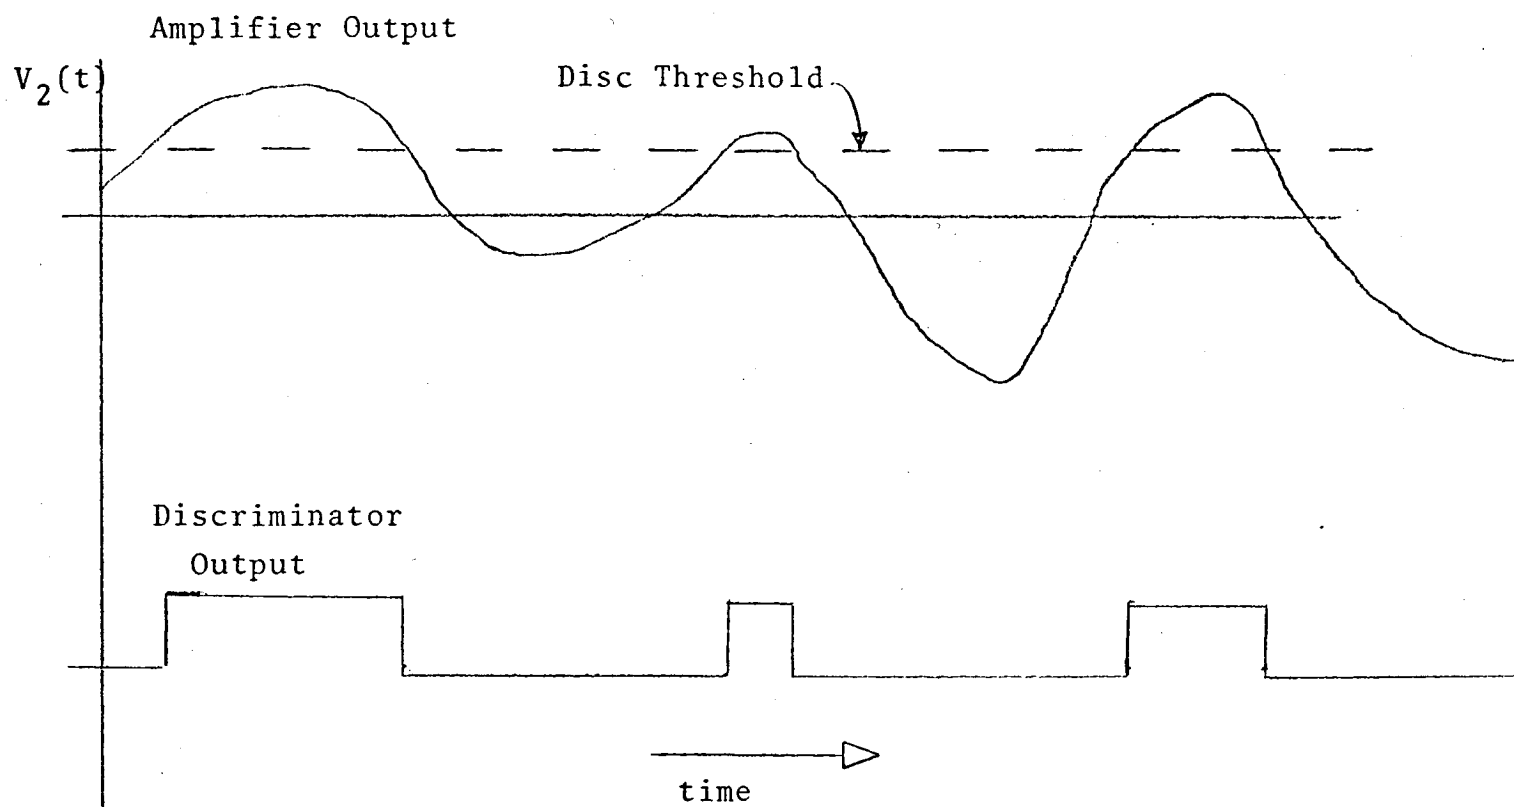 Amplifier Output
V2(t)
Disc Threshold
Discriminator
Output
time